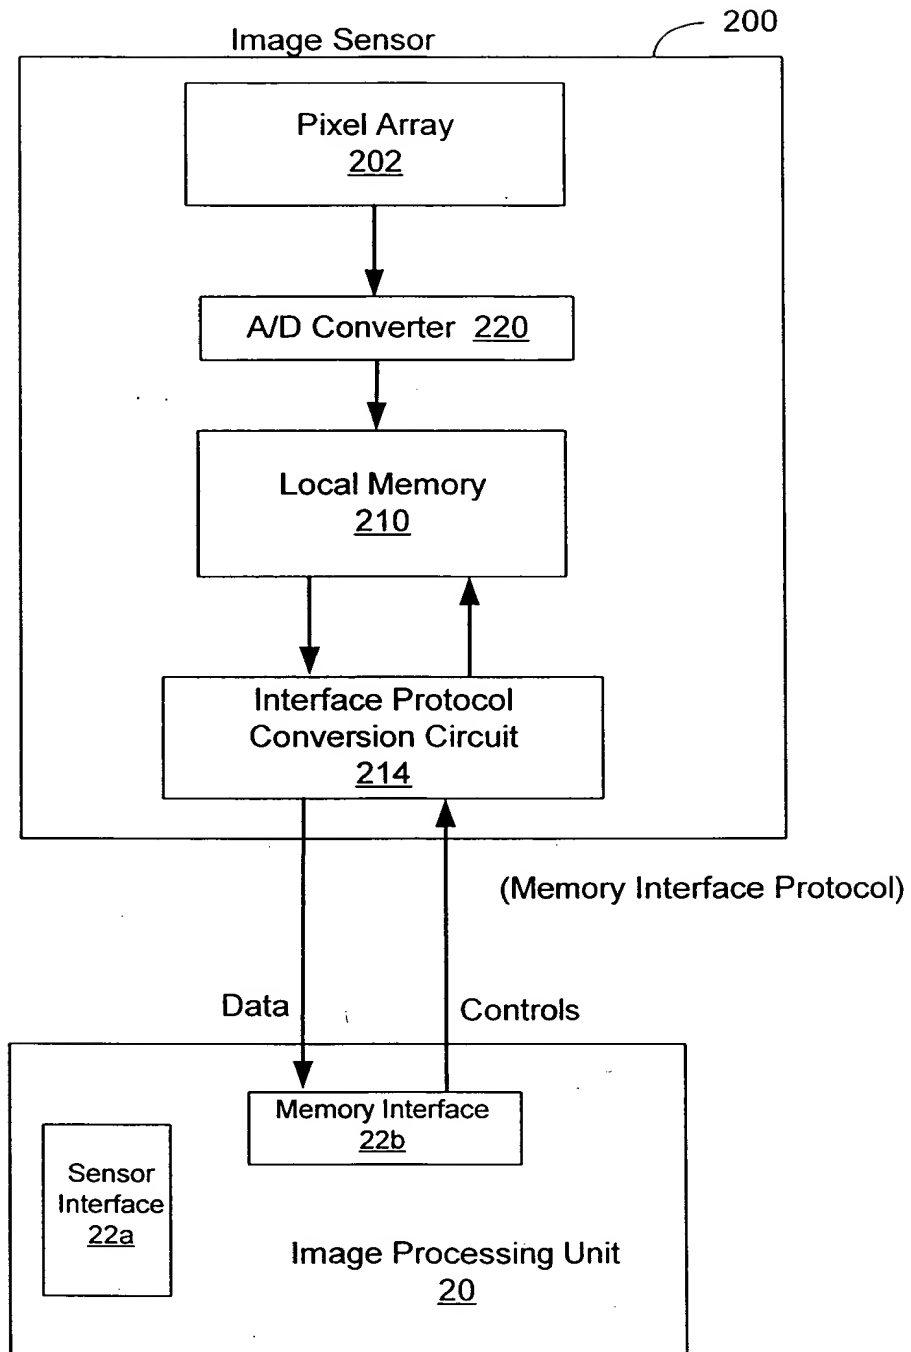 200
Image Sensor
Pixel Array
202
A/D Converter 220
Local Memory
210
Interface Protocol
Conversion Circuit
214
(Memory Interface Protocol)
Data
Controls
Memory Interface
22b
Sensor
Interface
22a
Image Processing Unit
20